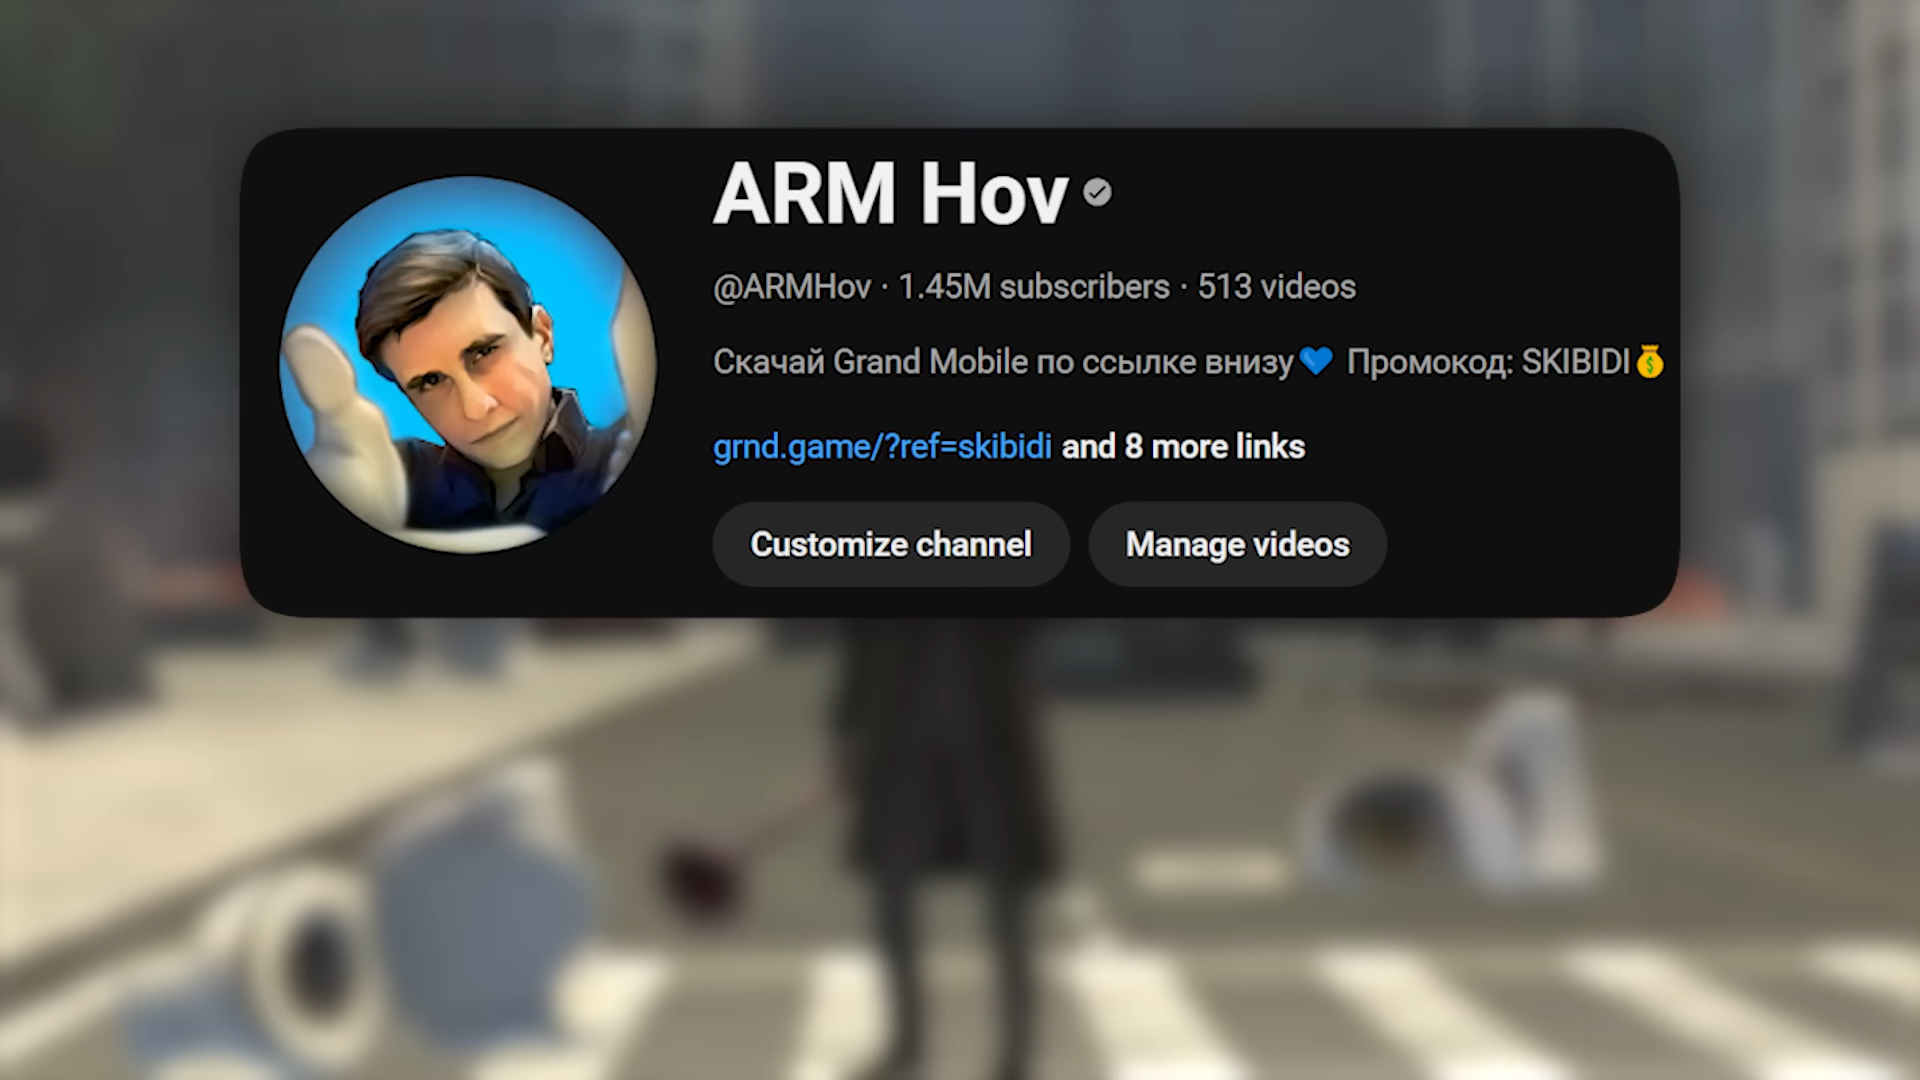 ARM Hov
@ARMHov · 1.45M subscribers · 513 videos
Скачай Grand Mobile по ссылке внизу💙 Промокод: SKIBIDI💰
grnd.game/?ref=skibidi and 8 more links
Customize channel Manage videos